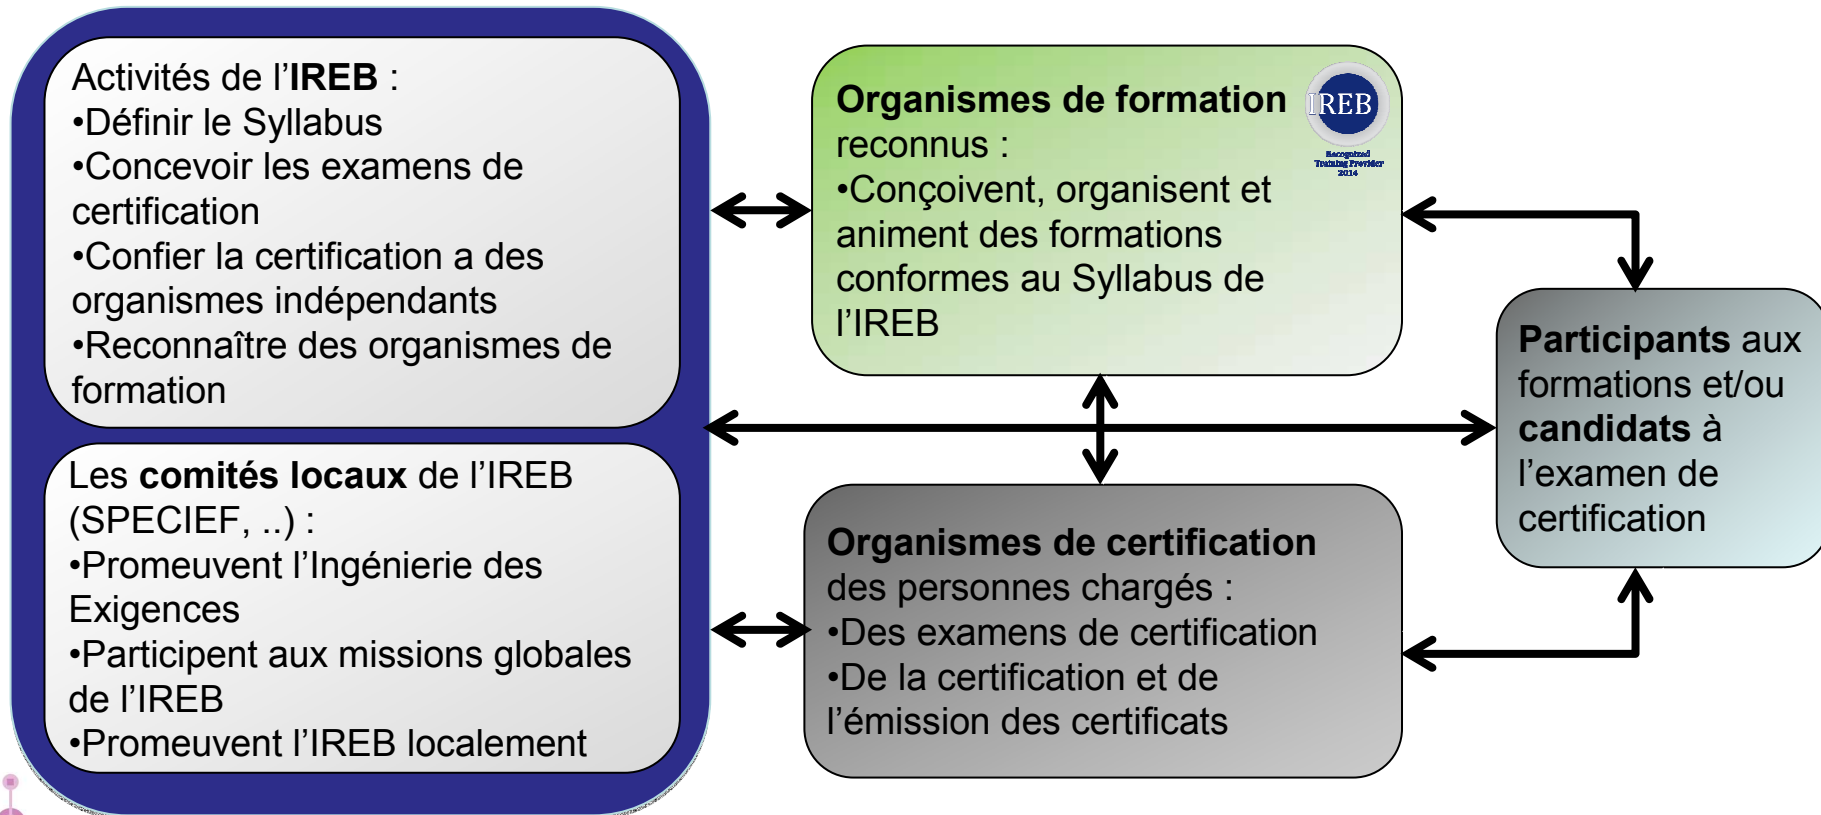 Activités de l’IREB :
•Définir le Syllabus
•Concevoir les examens de
certification
•Confier la certification a des
organismes indépendants
•Reconnaître des organismes de
formation
Les comités locaux de l’IREB
(SPECIEF, ..) :
•Promeuvent l’Ingénierie des
Exigences
•Participent aux missions globales
de l’IREB
•Promeuvent l’IREB localement
Organismes de formation
reconnus :
•Conçoivent, organisent et
animent des formations
conformes au Syllabus de
l’IREB
IREB
Recognized
Training Provider
2014
Organismes de certification
des personnes chargés :
•Des examens de certification
•De la certification et de
l’émission des certificats
Participants aux
formations et/ou
candidats à
l’examen de
certification